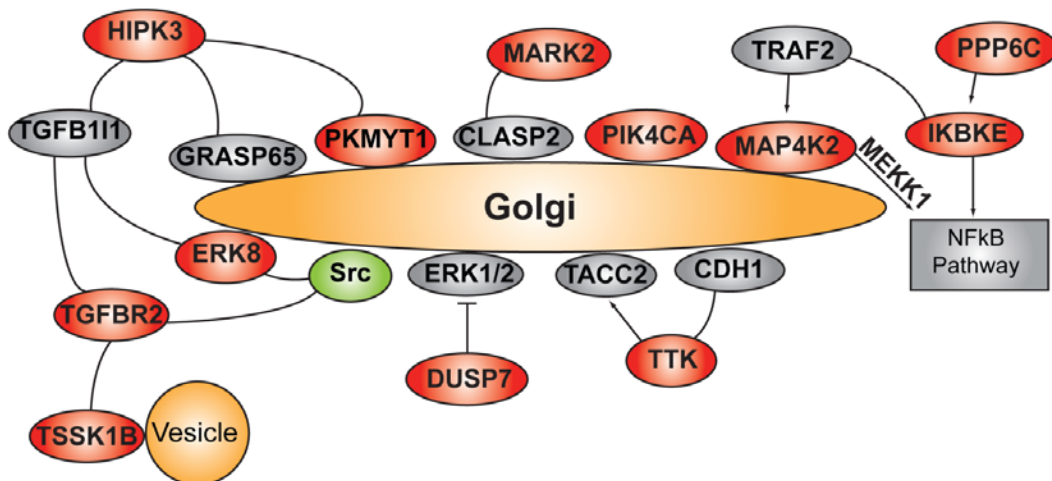 HIPK3
MARK2
TRAF2
PPP6C
TGFB1I1
GRASP65
PKMYT1
CLASP2
PIK4CA
MAP4K2
IKBKE
MEKK1
Golgi
NFkB
Pathway
ERK8
Src
ERK1/2
TACC2
CDH1
TGFBR2
DUSP7
TTK
TSSK1B
Vesicle